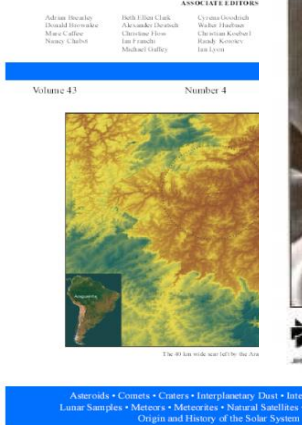 ASSOCIATE EDITORS
Adrian Brearley
Donald Brownlee
Marc Caffee
Nancy Chabot
Beth Ellen Clark
Alexander Deutsch
Christine Floss
Ian Franchi
Michael Gaffey
Cyrena Goodrich
Walter Huebner
Christian Koeberl
Randy Korotev
Ian Lyon
Volume 43
Number 4
Araguainha
The 40 km wide scar left by the Ara
Asteroids • Comets • Craters • Interplanetary Dust • Inte
Lunar Samples • Meteors • Meteorites • Natural Satellites •
Origin and History of the Solar System